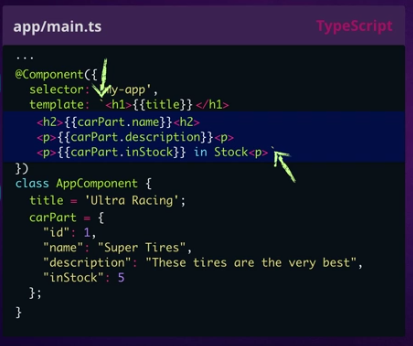 app/main.ts
TypeScript
...
@Component({
selector: 'my-app',
template: `<h1>{{title}}</h1>
<h2>{{carPart.name}}<h2>
<p>{{carPart.description}}<p>
<p>{{carPart.inStock}} in Stock<p>`
})
class AppComponent {
title = 'Ultra Racing';
carPart = {
"id": 1,
"name": "Super Tires",
"description": "These tires are the very best",
"inStock": 5
};
}